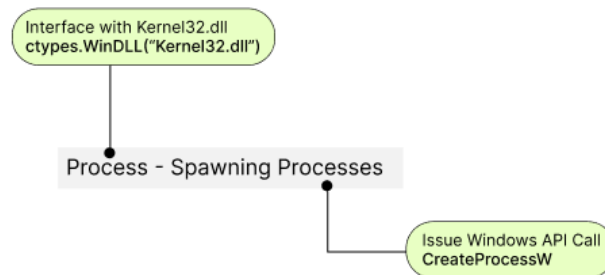 Interface with Kernel32.dll
ctypes.WinDLL(“Kernel32.dll”)
Process - Spawning Processes
Issue Windows API Call
CreateProcessW